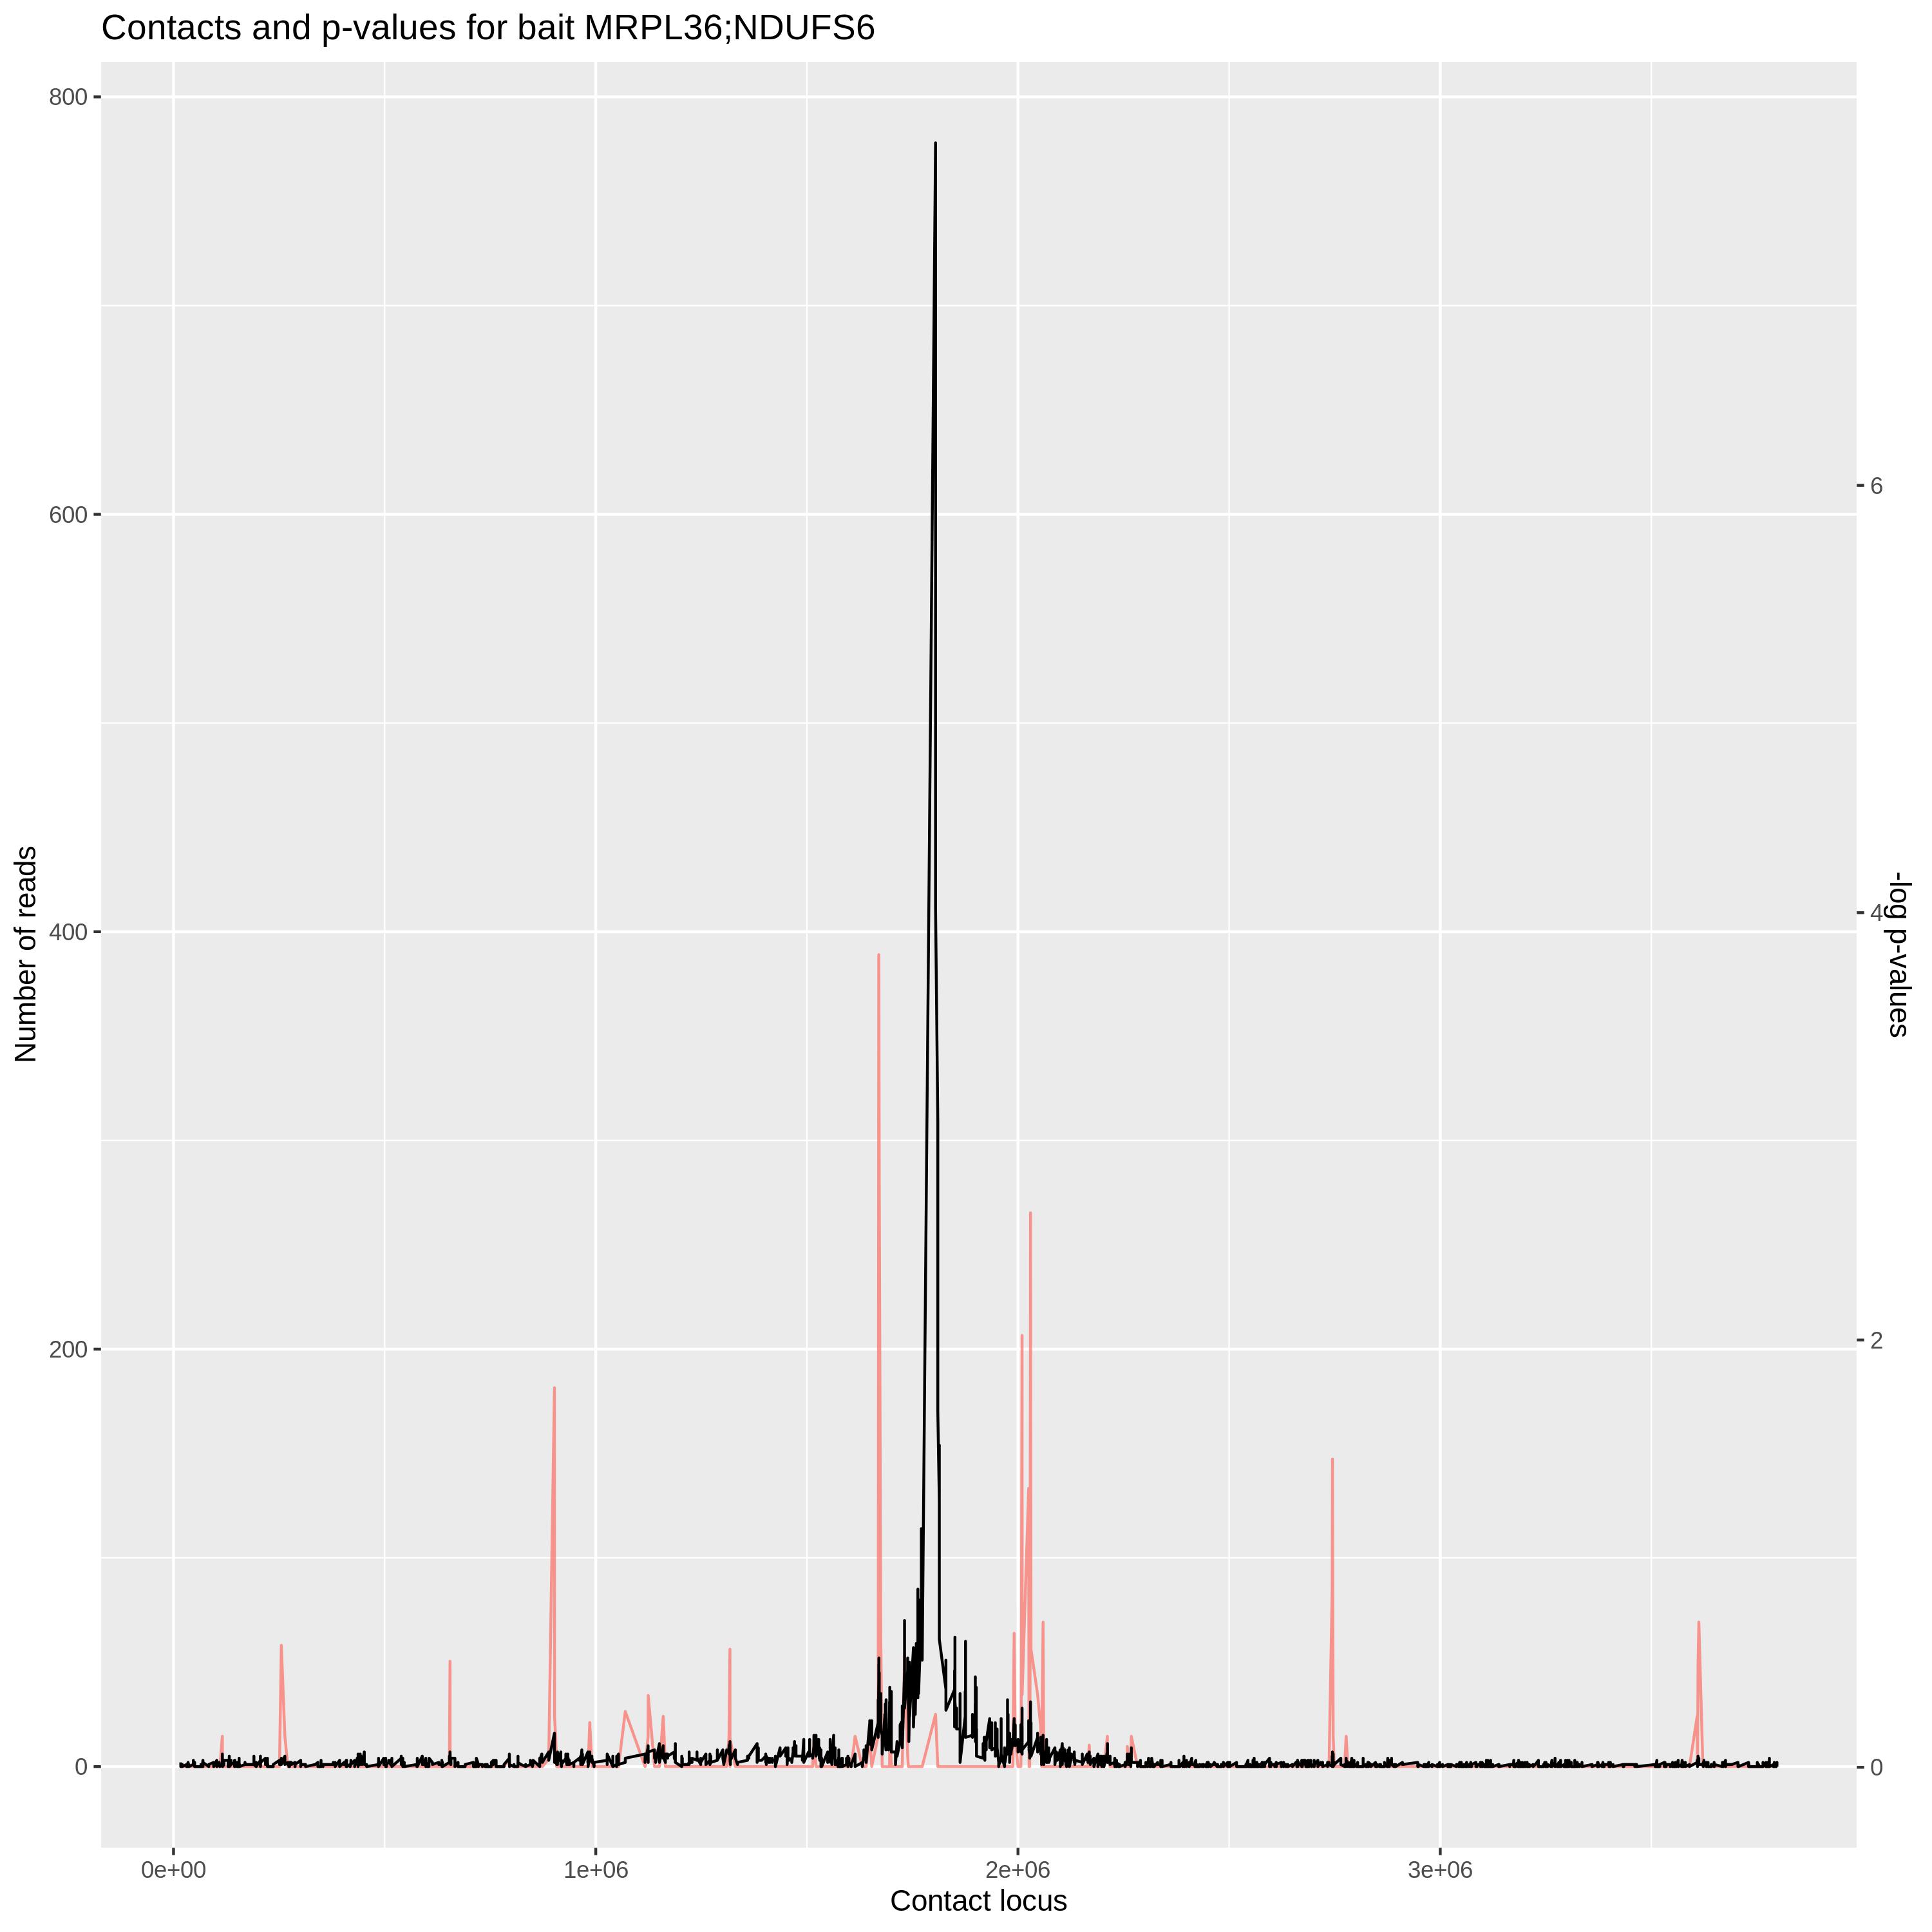 Contacts and p-values for bait MRPL36;NDUFS6
800
600
400
200
0
Number of reads
6
4
2
0
-log p-values
0e+00 1e+06 2e+06 3e+06
Contact locus